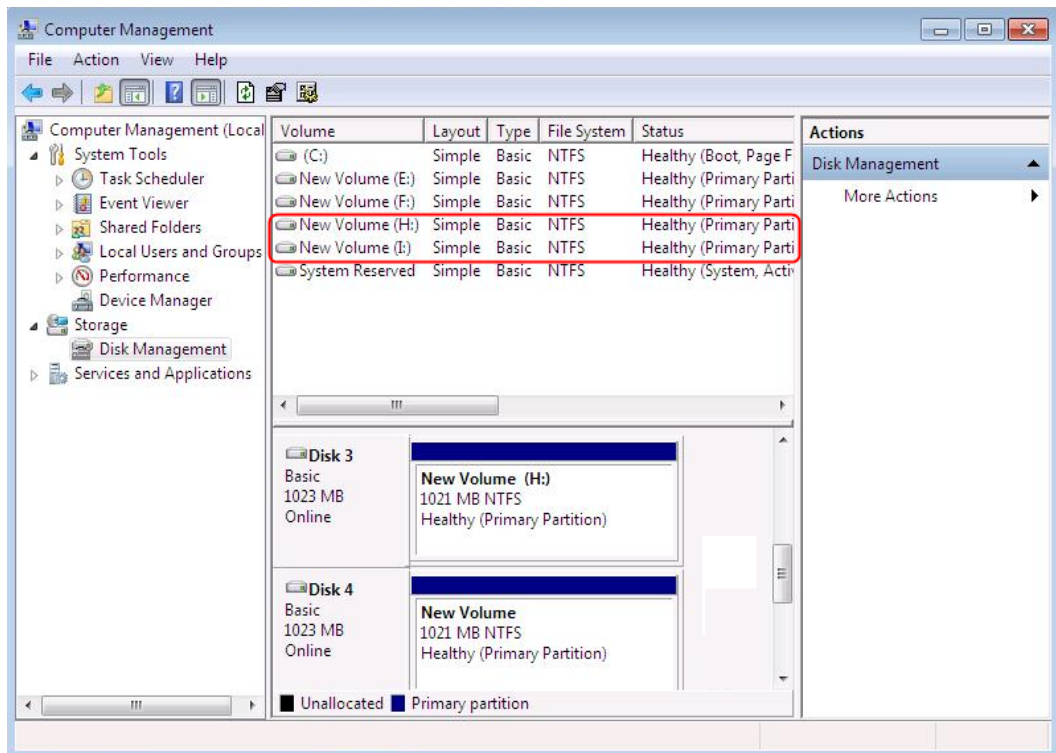 Computer Management
File Action View Help
Computer Management (Local
System Tools
Task Scheduler
Event Viewer
Shared Folders
Local Users and Groups
Performance
Device Manager
Storage
Disk Management
Services and Applications
Volume Layout Type File System Status
(C:) Simple Basic NTFS Healthy (Boot, Page F
New Volume (E:) Simple Basic NTFS Healthy (Primary Parti
New Volume (F:) Simple Basic NTFS Healthy (Primary Parti
New Volume (H:) Simple Basic NTFS Healthy (Primary Parti
New Volume (I:) Simple Basic NTFS Healthy (Primary Parti
System Reserved Simple Basic NTFS Healthy (System, Activ
Disk 3
Basic
1023 MB
Online
New Volume (H:)
1021 MB NTFS
Healthy (Primary Partition)
Disk 4
Basic
1023 MB
Online
New Volume
1021 MB NTFS
Healthy (Primary Partition)
Unallocated Primary partition
Actions
Disk Management
More Actions